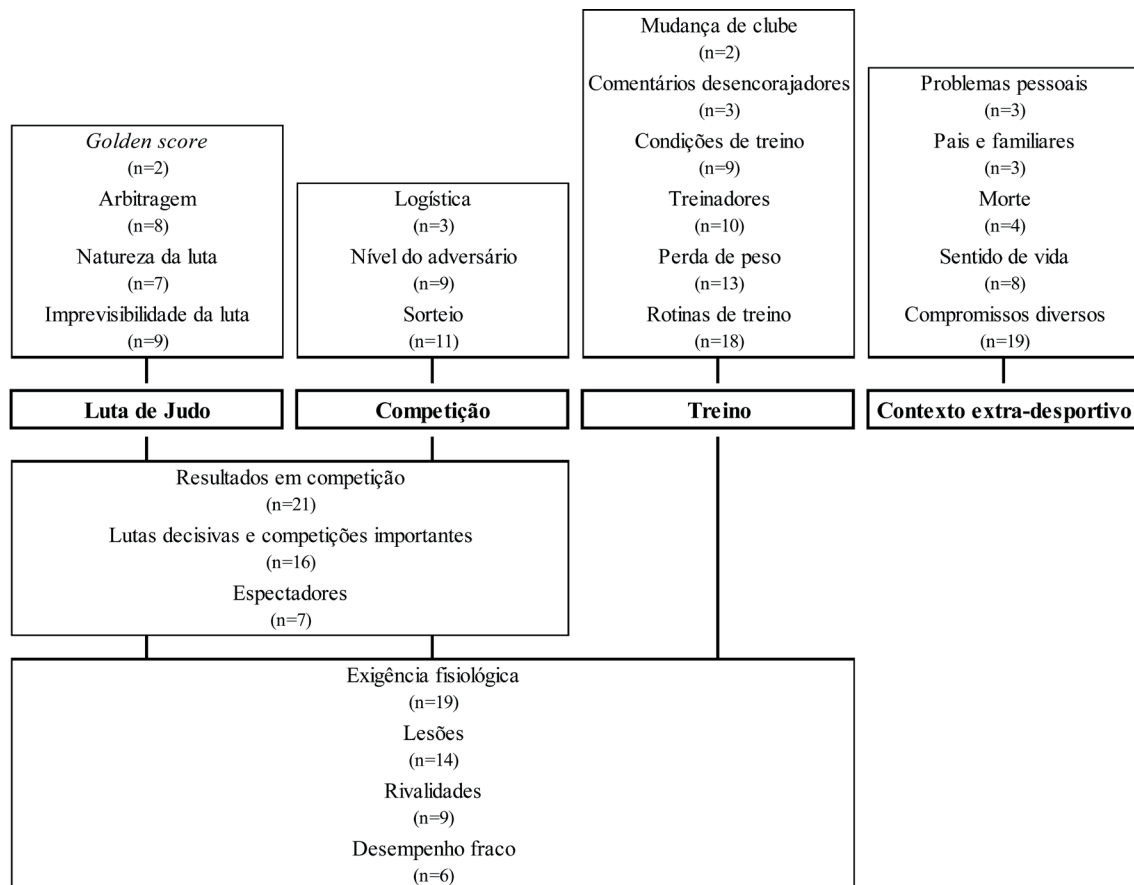 Golden score
(n=2)
Arbitragem
(n=8)
Natureza da luta
(n=7)
Imprevisibilidade da luta
(n=9)
Logística
(n=3)
Nível do adversário
(n=9)
Sorteio
(n=11)
Mudança de clube
(n=2)
Comentários desencorajadores
(n=3)
Condições de treino
(n=9)
Treinadores
(n=10)
Perda de peso
(n=13)
Rotinas de treino
(n=18)
Problemas pessoais
(n=3)
Pais e familiares
(n=3)
Morte
(n=4)
Sentido de vida
(n=8)
Compromissos diversos
(n=19)
Luta de Judo
Competição
Treino
Contexto extra-desportivo
Resultados em competição
(n=21)
Lutas decisivas e competições importantes
(n=16)
Espectadores
(n=7)
Exigência fisiológica
(n=19)
Lesões
(n=14)
Rivalidades
(n=9)
Desempenho fraco
(n=6)